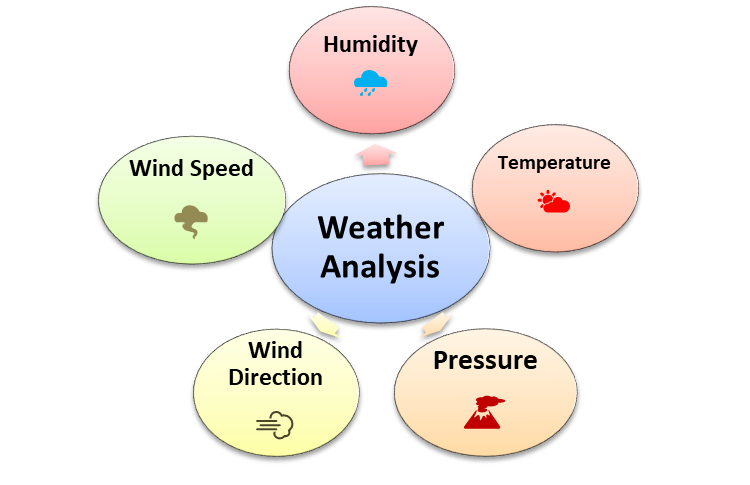 Humidity
Temperature
Wind Speed
Weather
Analysis
Wind
Direction
Pressure